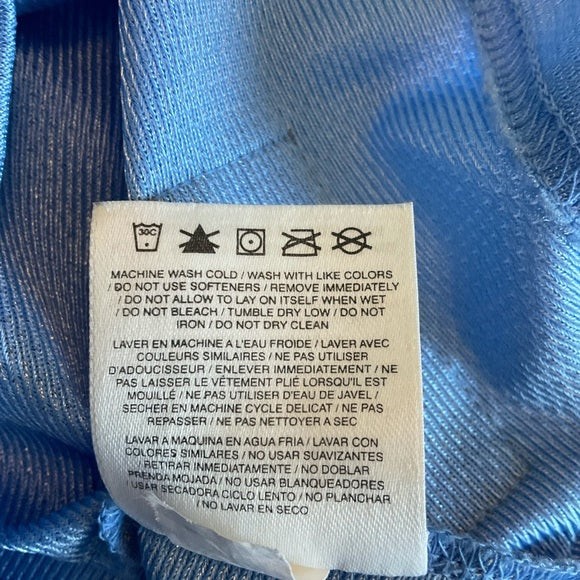 30C
MACHINE WASH COLD / WASH WITH LIKE COLORS
/ DO NOT USE SOFTENERS / REMOVE IMMEDIATELY
/ DO NOT ALLOW TO LAY ON ITSELF WHEN WET
/ DO NOT BLEACH / TUMBLE DRY LOW / DO NOT
IRON / DO NOT DRY CLEAN
LAVER EN MACHINE A L'EAU FROIDE / LAVER AVEC
COULEURS SIMILAIRES / NE PAS UTILISER
D'ADOUCISSEUR / ENLEVER IMMÉDIATEMENT / NE
PAS LAISSER LE VÊTEMENT PLIÉ LORSQU'IL EST
MOUILLÉ / NE PAS UTILISER D'EAU DE JAVEL /
SECHER EN MACHINE CYCLE DELICAT / NE PAS
REPASSER / NE PAS NETTOYER A SEC
LAVAR A MAQUINA EN AGUA FRIA / LAVAR CON
COLORES SIMILARES / NO USAR SUAVIZANTES
/ RETIRAR INMEDIATAMENTE / NO DOBLAR
PRENDA MOJADA / NO USAR BLANQUEADORES
/ USAR SECADORA CICLO LENTO / NO PLANCHAR
/ NO LAVAR EN SECO